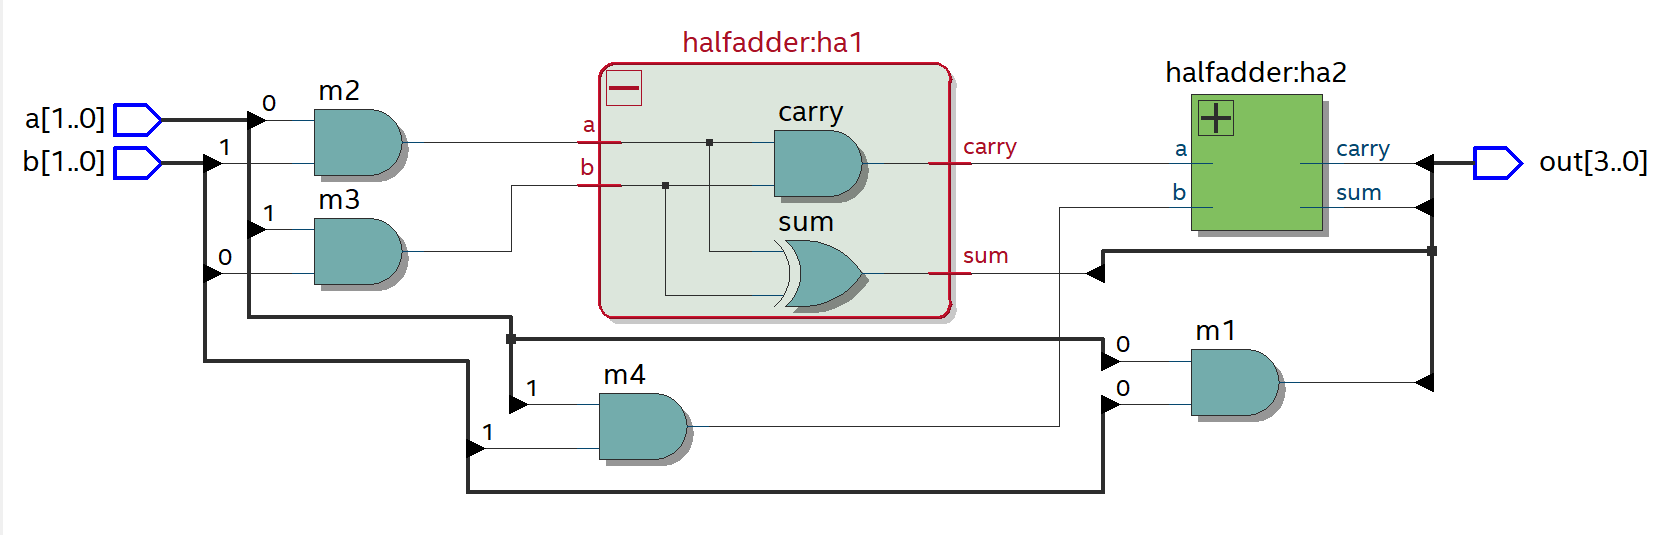 halfadder:ha1
halfadder:ha2
m2
a[1..0]
0
carry
a
b[1..0]
1
b
carry
a
carry
out[3..0]
m3
1
sum
b
sum
0
sum
m1
0
m4
1
0
1